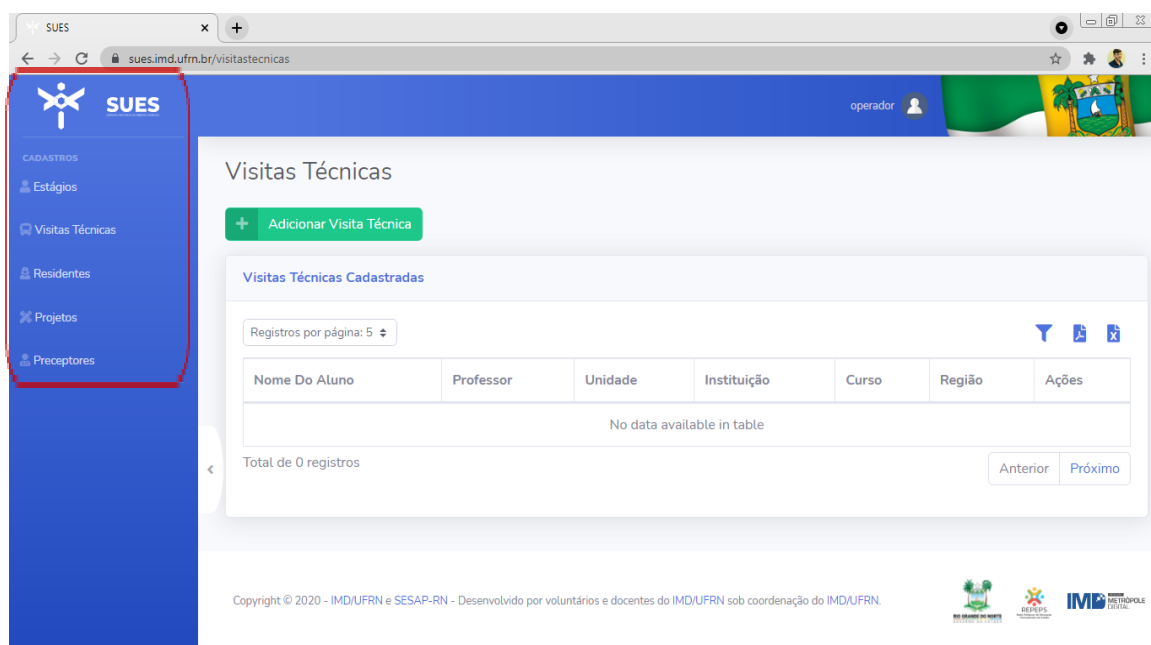 SUES
sues.imd.ufrn.br/visitastecnicas
SUES
operador
CADASTROS
Estágios
Visitas Técnicas
Residentes
Projetos
Preceptores
Visitas Técnicas
+ Adicionar Visita Técnica
Visitas Técnicas Cadastradas
Registros por página: 5
Nome Do Aluno Professor Unidade Instituição Curso Região Ações
No data available in table
Total de 0 registros
Anterior Próximo
Copyright © 2020 - IMD/UFRN e SESAP-RN - Desenvolvido por voluntários e docentes do IMD/UFRN sob coordenação do IMD/UFRN.
RIO GRANDE DO NORTE
REPEPS
IMD METRÓPOLE DIGITAL